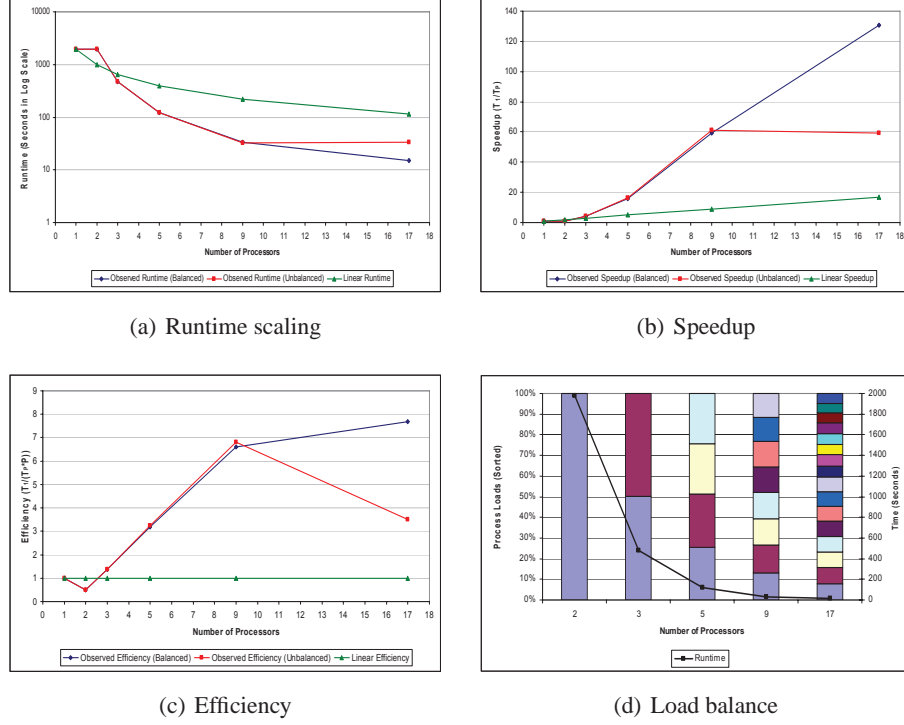 10000
1000
100
10
1
Runtime (Seconds in Log Scale)
0 1 2 3 4 5 6 7 8 9 10 11 12 13 14 15 16 17 18
Number of Processors
Observed Runtime (Balanced) Observed Runtime (Unbalanced) Linear Runtime
(a) Runtime scaling
140
120
100
80
60
40
20
0
Speedup (T1/TP)
0 1 2 3 4 5 6 7 8 9 10 11 12 13 14 15 16 17 18
Number of Processors
Observed Speedup (Balanced) Observed Speedup (Unbalanced) Linear Speedup
(b) Speedup
9
8
7
6
5
4
3
2
1
0
Efficiency (T1/(TP*P))
0 1 2 3 4 5 6 7 8 9 10 11 12 13 14 15 16 17 18
Number of Processors
Observed Efficiency (Balanced) Observed Efficiency (Unbalanced) Linear Efficiency
(c) Efficiency
100%
90%
80%
70%
60%
50%
40%
30%
20%
10%
0%
Process Loads (Sorted)
2000
1800
1600
1400
1200
1000
800
600
400
200
0
Time (Seconds)
2 3 5 9 17
Number of Processors
Runtime
(d) Load balance